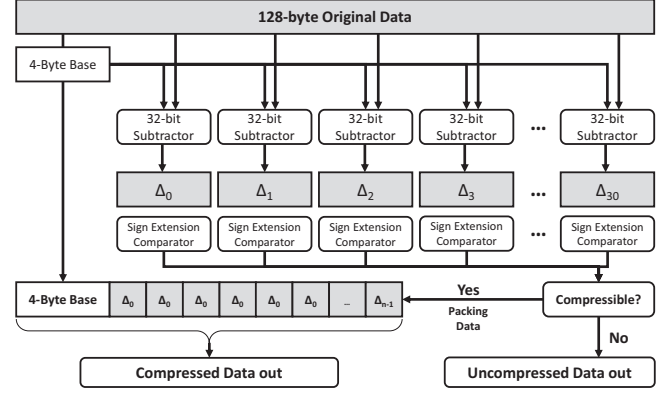 128-byte Original Data
4-Byte Base
32-bit Subtractor
32-bit Subtractor
32-bit Subtractor
32-bit Subtractor
...
32-bit Subtractor
Δ0
Δ1
Δ2
Δ3
...
Δ30
Sign Extension Comparator
Sign Extension Comparator
Sign Extension Comparator
Sign Extension Comparator
...
Sign Extension Comparator
4-Byte Base
Δ0
Δ0
Δ0
Δ0
Δ0
Δ0
...
Δn-1
Yes
Packing
Data
Compressible?
No
Compressed Data out
Uncompressed Data out